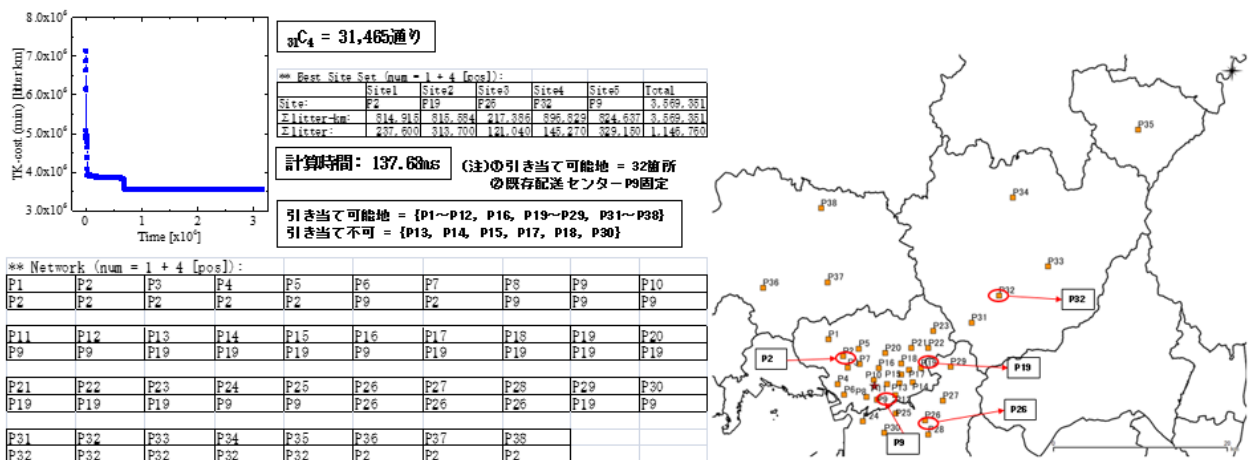 8.0x10⁶
7.0x10⁶
6.0x10⁶
5.0x10⁶
4.0x10⁶
3.0x10⁶
TK-cost (min) [litter km]
0 1 2 3
Time [x10⁶]
₃₁C₄ = 31,465通り
** Best Site Set (num = 1 + 4 [pos]):
Site1 Site2 Site3 Site4 Site5 Total
Site: P2 P19 P26 P32 P9 3,569,351
Σlitter-km: 814,915 815,584 217,386 896,829 824,637 3,569,351
Σlitter: 237,600 313,700 121,040 145,270 329,150 1,146,760
計算時間: 137.68ms
(注)①引き当て可能地 = 32箇所
②既存配送センターP9固定
引き当て可能地 = {P1～P12, P16, P19～P29, P31～P38}
引き当て不可 = {P13, P14, P15, P17, P18, P30}
** Network (num = 1 + 4 [pos]):
P1 P2 P3 P4 P5 P6 P7 P8 P9 P10
P2 P2 P2 P2 P2 P9 P2 P9 P9 P9
P11 P12 P13 P14 P15 P16 P17 P18 P19 P20
P9 P9 P19 P19 P19 P19 P19 P19 P19 P19
P21 P22 P23 P24 P25 P26 P27 P28 P29 P30
P19 P19 P19 P9 P9 P26 P26 P26 P19 P9
P31 P32 P33 P34 P35 P36 P37 P38
P32 P32 P32 P32 P32 P2 P2 P2
P35
P34
P38
P33
P37
P36
P32
P32
P31
P23
P1
P5
P20
P21 P22
P2
P2
P7
P16
P18
P29
P19
P17
P4
P10
P13
P14
P6
P8
P9
P27
P26
P25
P24
P26
P30
P28
P9
0 20